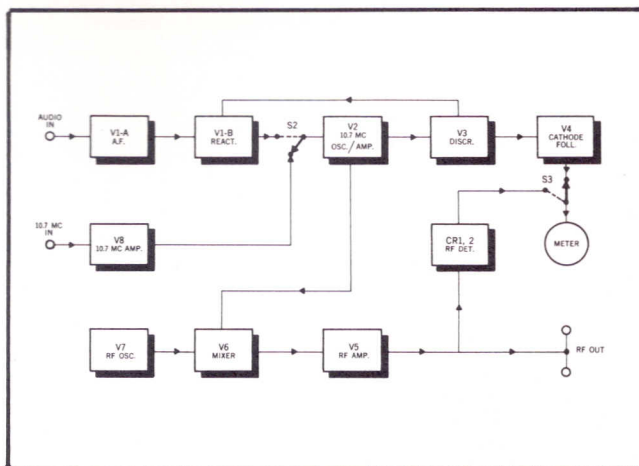 AUDIO
IN
V1-A
A.F.
V1-B
REACT.
S2
V2
10.7 MC
OSC./AMP.
V3
DISCR.
V4
CATHODE
FOLL.
S3
10.7 MC
IN
V8
10.7 MC AMP.
CR1, 2
RF DET.
METER
V7
RF OSC.
V6
MIXER
V5
RF AMP.
RF OUT